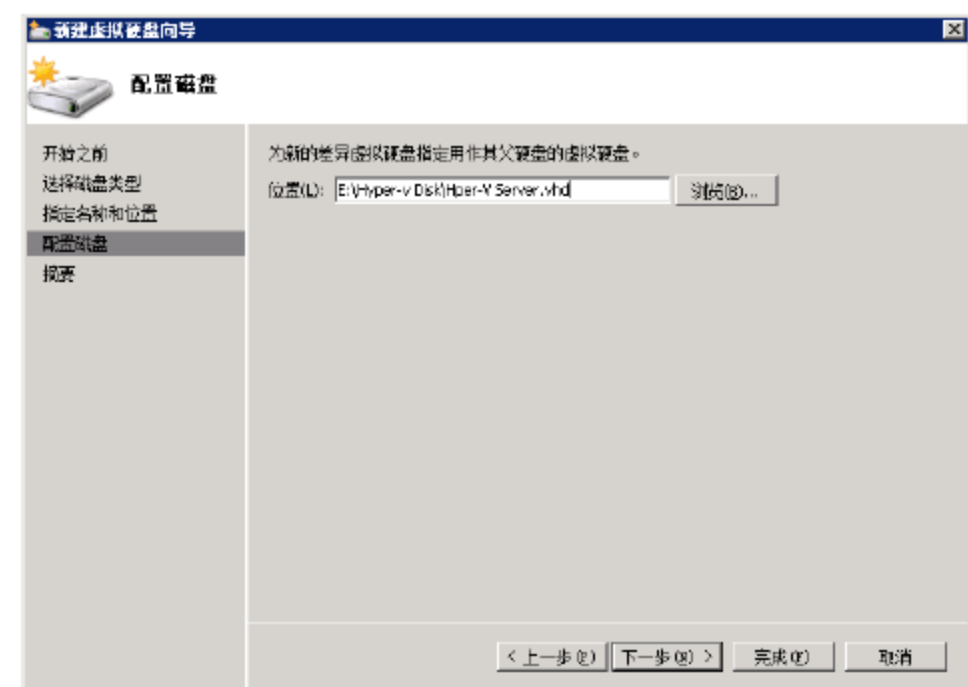 新建虚拟硬盘向导
配置磁盘
开始之前
选择磁盘类型
指定名称和位置
配置磁盘
摘要
为新的差异虚拟硬盘指定用作其父硬盘的虚拟硬盘。
位置(L): E:\Hyper-v Disk\Hper-V Server.vhd 浏览(B)...
< 上一步(P) 下一步(N) > 完成(F) 取消